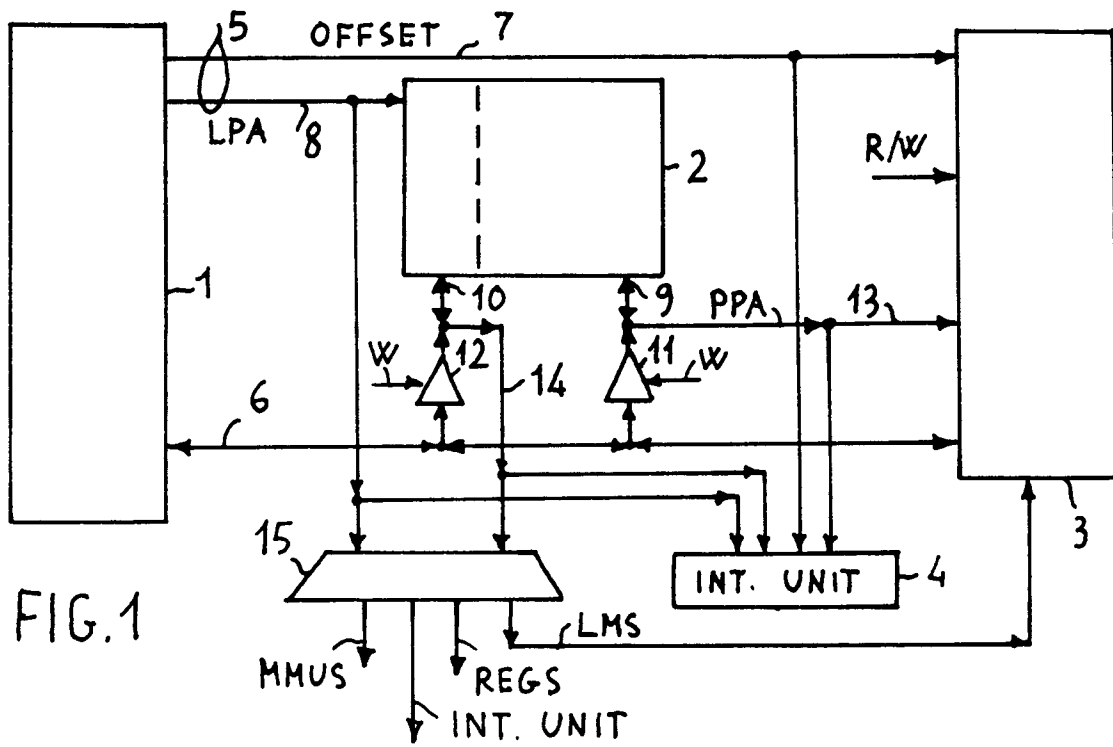 5
OFFSET
7
LPA
8
2
R/W
1
10
9
PPA
13
W
12
11
W
14
6
15
INT. UNIT
4
3
FIG.1
LMS
MMUS
REGS
INT. UNIT